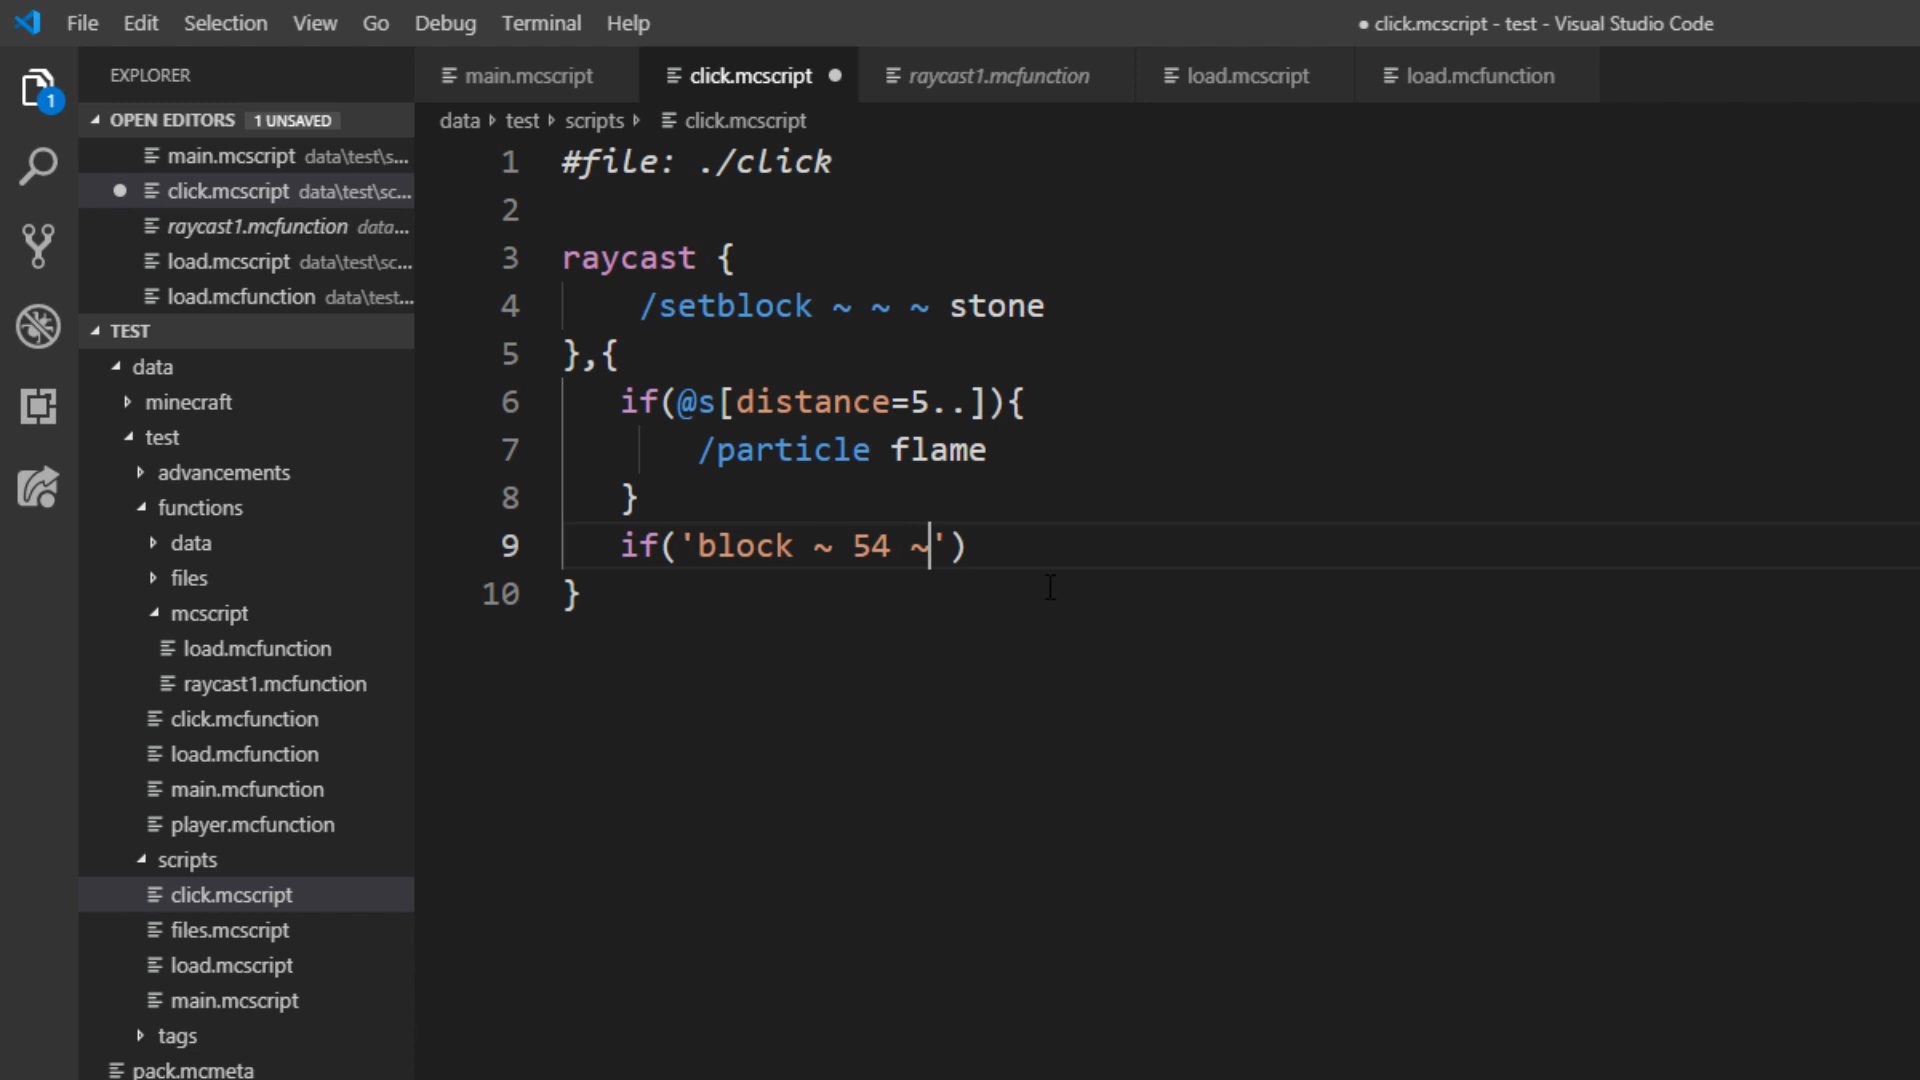 File Edit Selection View Go Debug Terminal Help
● click.mcscript - test - Visual Studio Code
EXPLORER
1
OPEN EDITORS 1 UNSAVED
main.mcscript data\test\s...
click.mcscript data\test\sc...
raycast1.mcfunction data...
load.mcscript data\test\sc...
load.mcfunction data\test...
TEST
data
minecraft
test
advancements
functions
data
files
mcscript
load.mcfunction
raycast1.mcfunction
click.mcfunction
load.mcfunction
main.mcfunction
player.mcfunction
scripts
click.mcscript
files.mcscript
load.mcscript
main.mcscript
tags
pack.mcmeta
main.mcscript click.mcscript raycast1.mcfunction load.mcscript load.mcfunction
data test scripts click.mcscript
1 #file: ./click
2
3 raycast {
4 /setblock ~ ~ ~ stone
5 },{
6 if(@s[distance=5..]){
7 /particle flame
8 }
9 if('block ~ 54 ~')
10 }